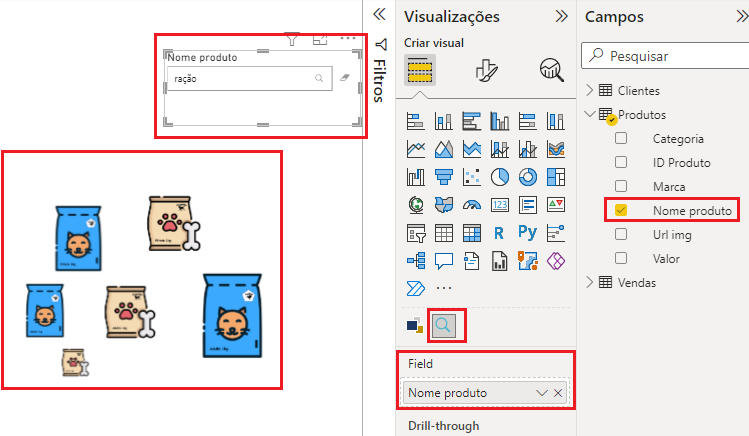 Nome produto
ração
Filtros
Visualizações
Criar visual
123
R
Py
Field
Nome produto
Drill-through
Campos
Pesquisar
Clientes
Produtos
Categoria
ID Produto
Marca
Nome produto
Url img
Valor
Vendas